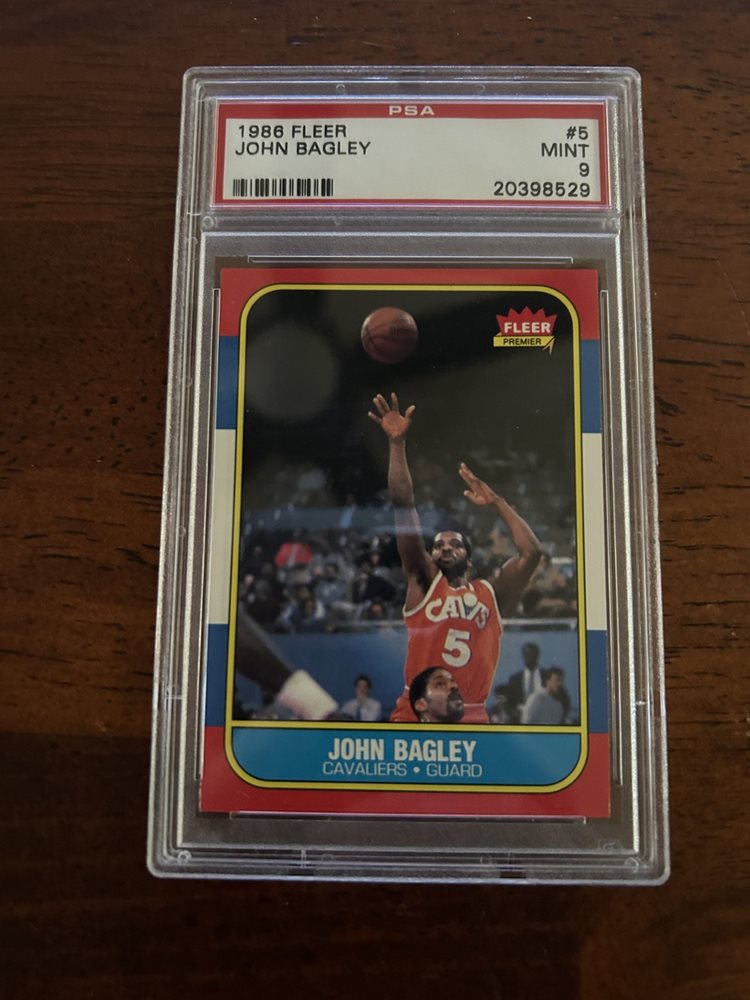 PSA
1986 FLEER #5
JOHN BAGLEY MINT
9
20398529
FLEER
PREMIER
CAVS
5
JOHN BAGLEY
CAVALIERS • GUARD